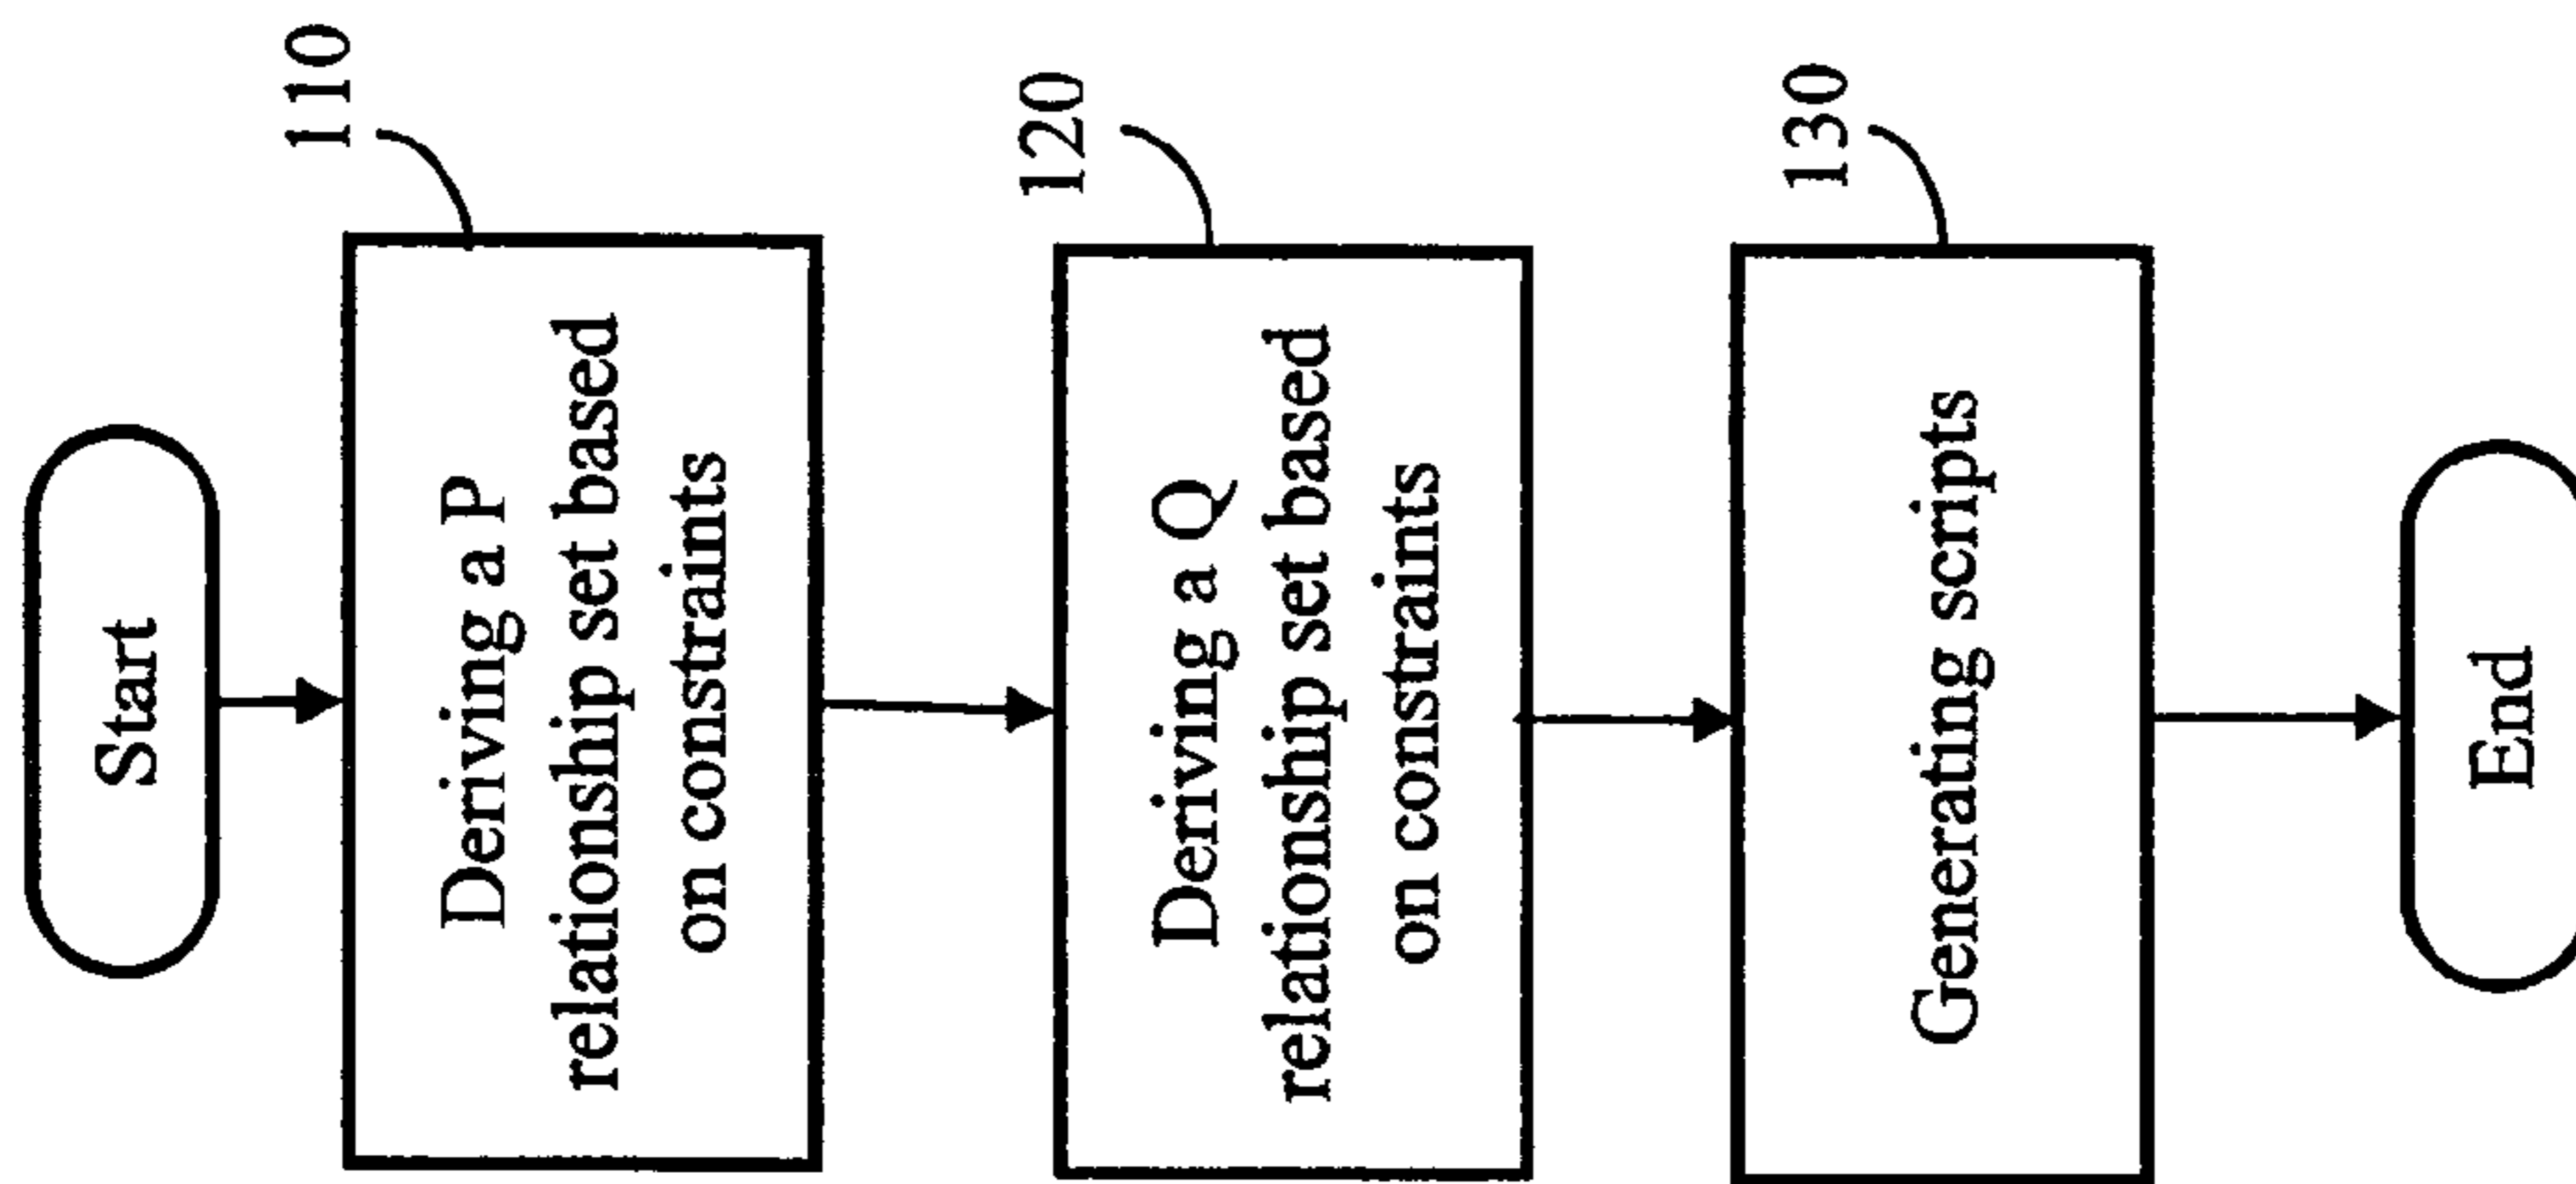 Start
110
Deriving a P
relationship set based
on constraints
120
Deriving a Q
relationship set based
on constraints
130
Generating scripts
End